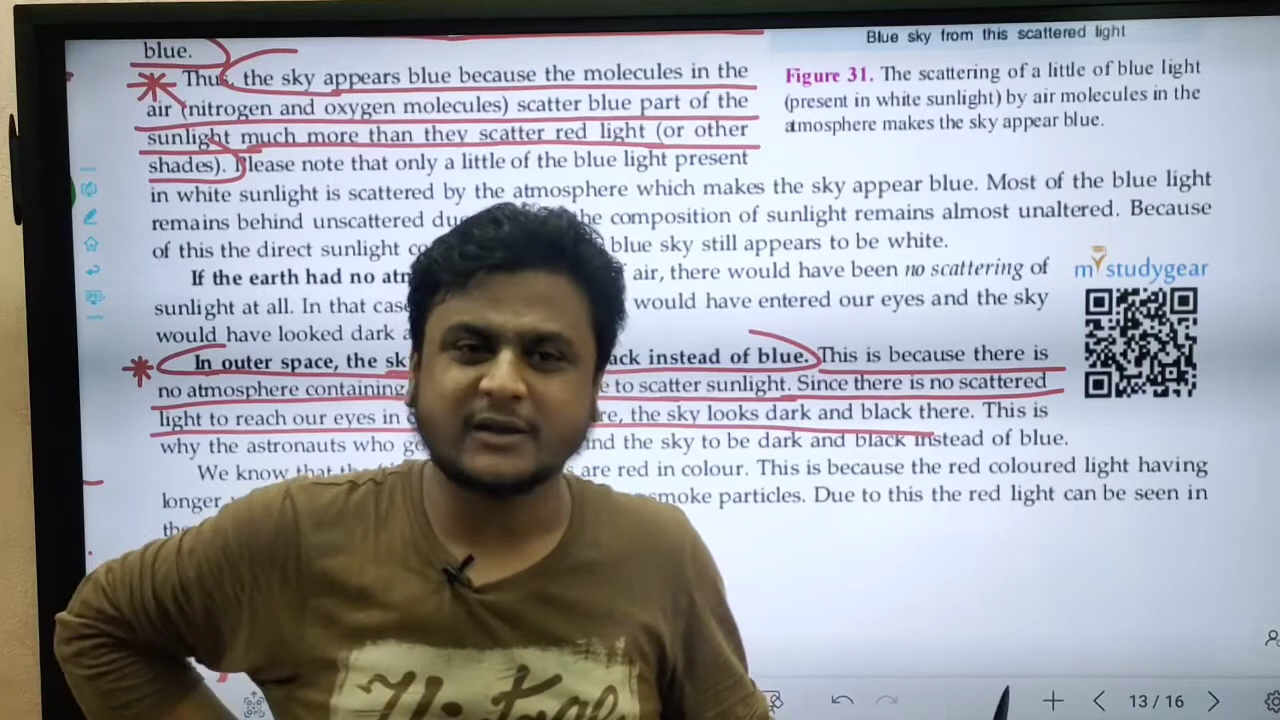 blue.
Thus, the sky appears blue because the molecules in the
air (nitrogen and oxygen molecules) scatter blue part of the
sunlight much more than they scatter red light (or other
shades). Please note that only a little of the blue light present
in white sunlight is scattered by the atmosphere which makes the sky appear blue. Most of the blue light
remains behind unscattered due the composition of sunlight remains almost unaltered. Because
of this the direct sunlight blue sky still appears to be white.
If the earth had no air, there would have been no scattering of
sunlight at all. In that case would have entered our eyes and the sky
would have looked dark
In outer space, the instead of blue. This is because there is
no atmosphere containing to scatter sunlight. Since there is no scattered
light to reach our eyes in the sky looks dark and black there. This is
why the astronauts who the sky to be dark and black instead of blue.
We know that are red in colour. This is because the red coloured light having
longer smoke particles. Due to this the red light can be seen in
Blue sky from this scattered light
Figure 31. The scattering of a little of blue light
(present in white sunlight) by air molecules in the
atmosphere makes the sky appear blue.
mystudygear
13 / 16